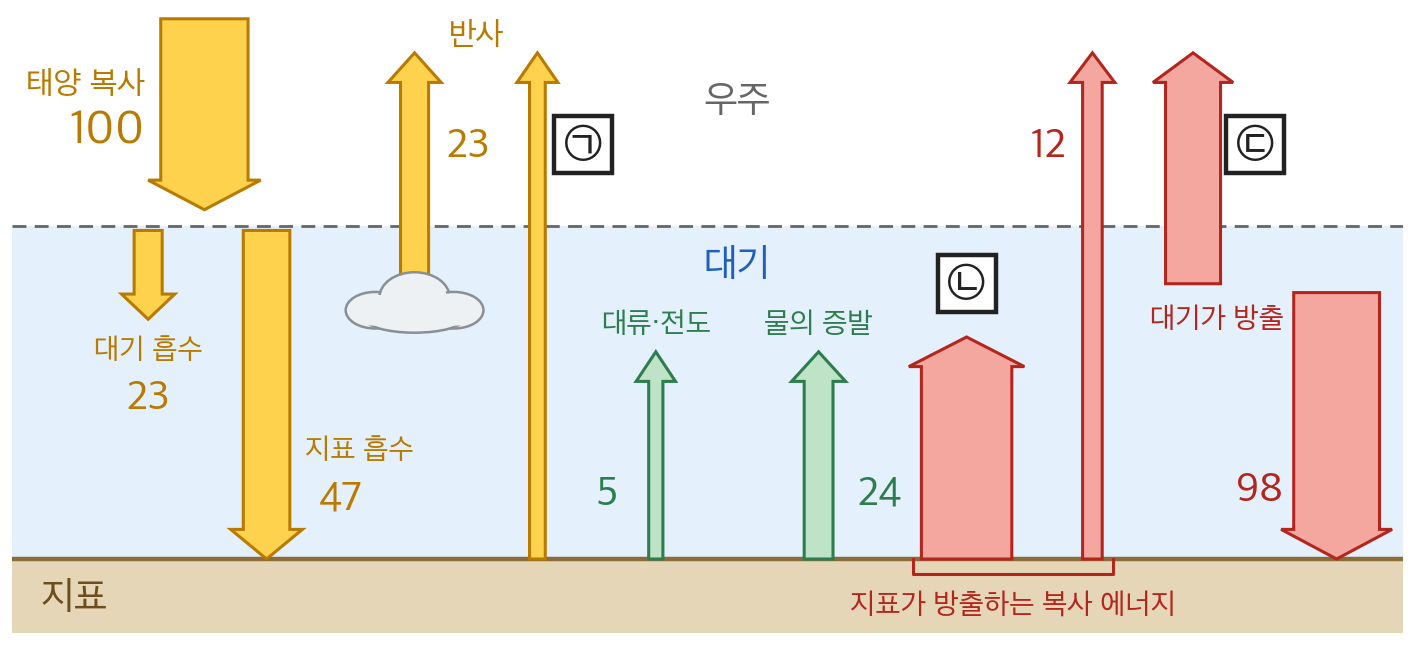 반사
태양 복사
100
우주
23
㉠
12
㉢
대기
㉡
대류·전도
물의 증발
대기가 방출
대기 흡수
23
지표 흡수
47
5
24
98
지표
지표가 방출하는 복사 에너지